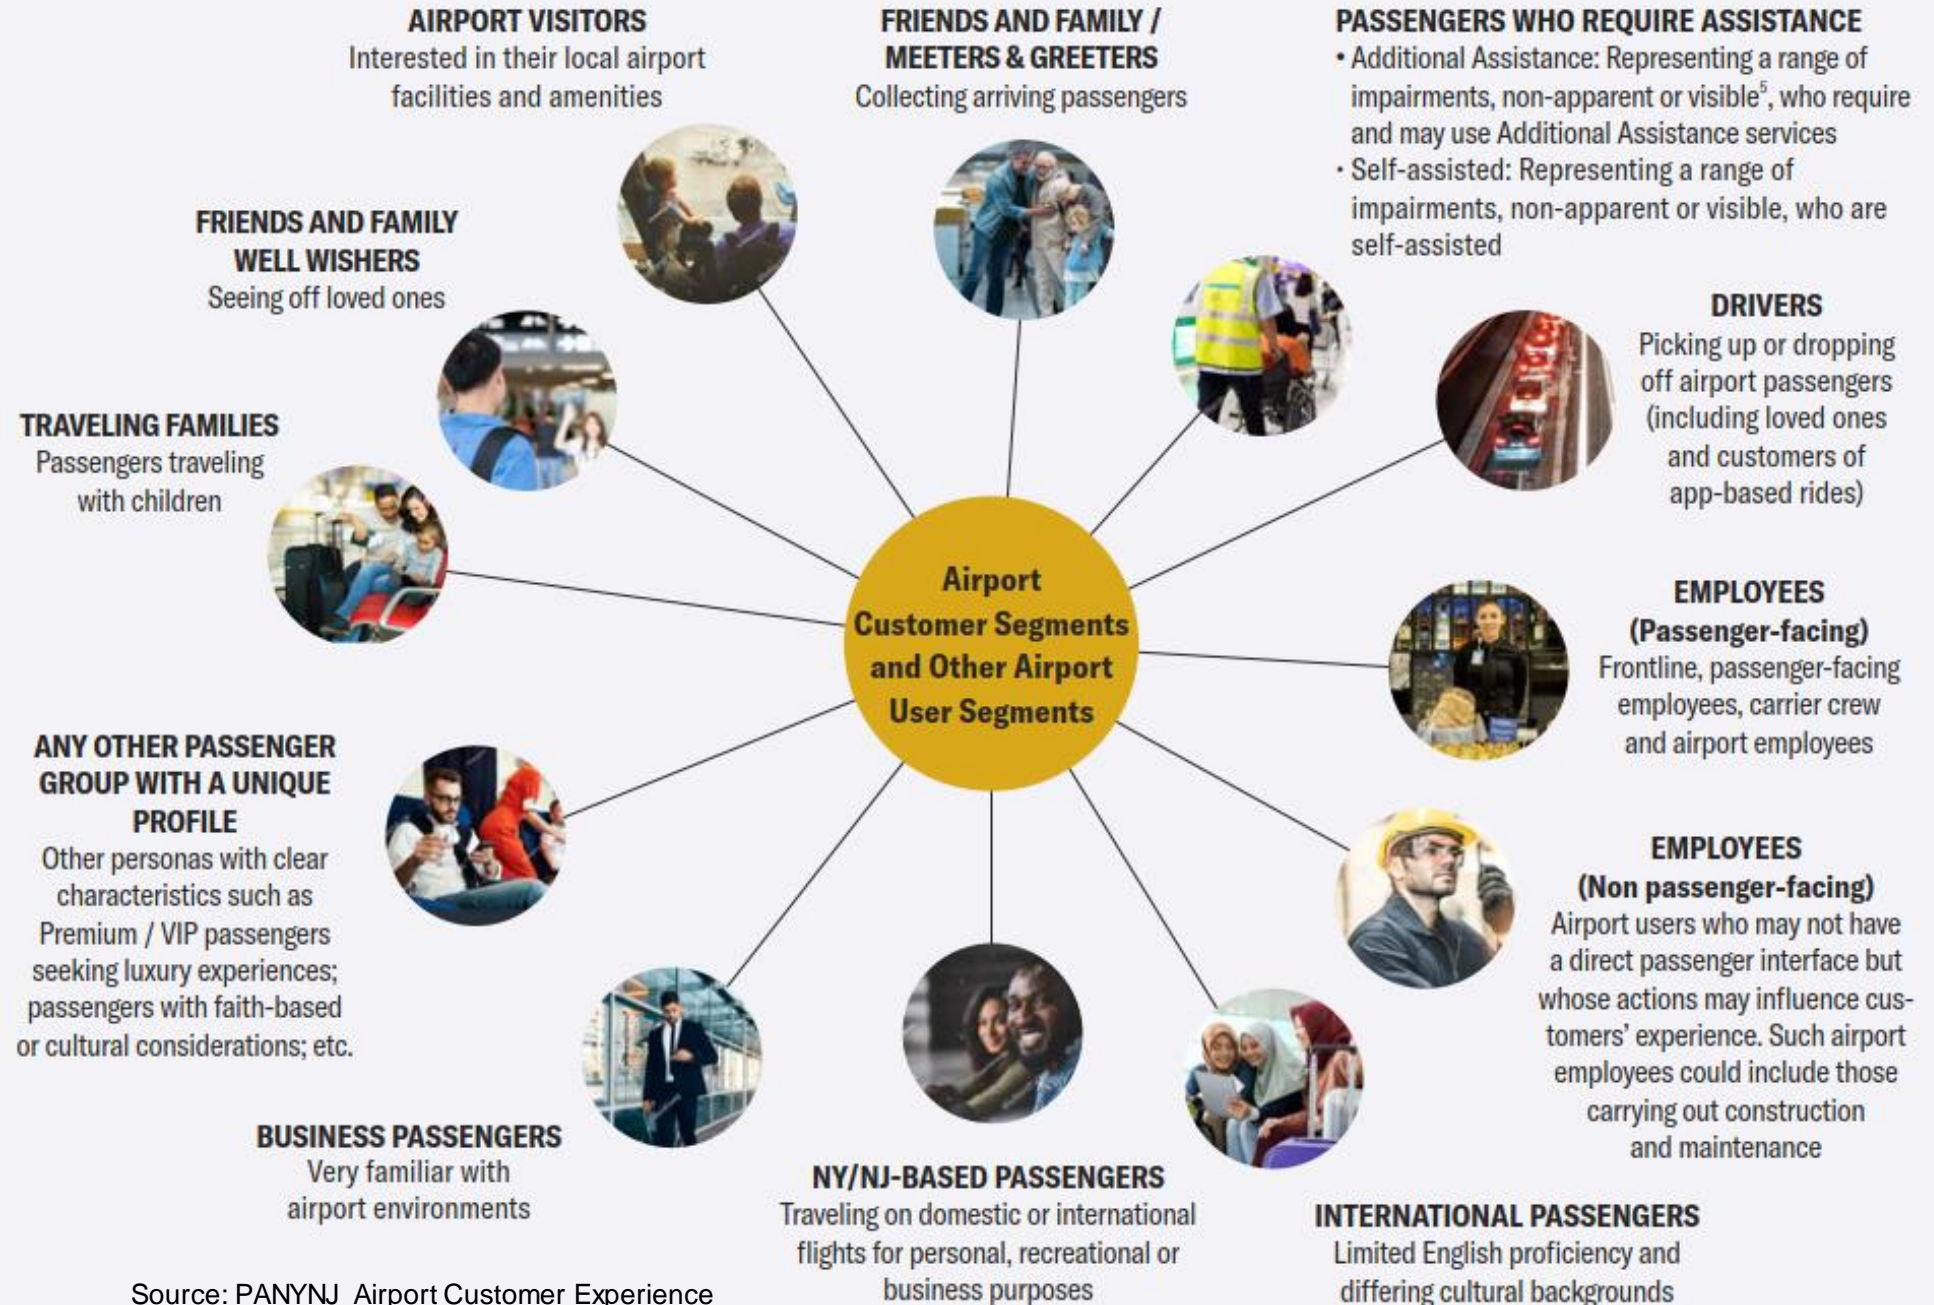 AIRPORT VISITORS
Interested in their local airport
facilities and amenities
FRIENDS AND FAMILY /
MEETERS & GREETERS
Collecting arriving passengers
PASSENGERS WHO REQUIRE ASSISTANCE
• Additional Assistance: Representing a range of
impairments, non-apparent or visible⁵, who require
and may use Additional Assistance services
• Self-assisted: Representing a range of
impairments, non-apparent or visible, who are
self-assisted
FRIENDS AND FAMILY
WELL WISHERS
Seeing off loved ones
DRIVERS
Picking up or dropping
off airport passengers
(including loved ones
and customers of
app-based rides)
TRAVELING FAMILIES
Passengers traveling
with children
Airport
Customer Segments
and Other Airport
User Segments
EMPLOYEES
(Passenger-facing)
Frontline, passenger-facing
employees, carrier crew
and airport employees
ANY OTHER PASSENGER
GROUP WITH A UNIQUE
PROFILE
Other personas with clear
characteristics such as
Premium / VIP passengers
seeking luxury experiences;
passengers with faith-based
or cultural considerations; etc.
EMPLOYEES
(Non passenger-facing)
Airport users who may not have
a direct passenger interface but
whose actions may influence cus-
tomers' experience. Such airport
employees could include those
carrying out construction
and maintenance
BUSINESS PASSENGERS
Very familiar with
airport environments
NY/NJ-BASED PASSENGERS
Traveling on domestic or international
flights for personal, recreational or
business purposes
INTERNATIONAL PASSENGERS
Limited English proficiency and
differing cultural backgrounds
Source: PANYNJ Airport Customer Experience